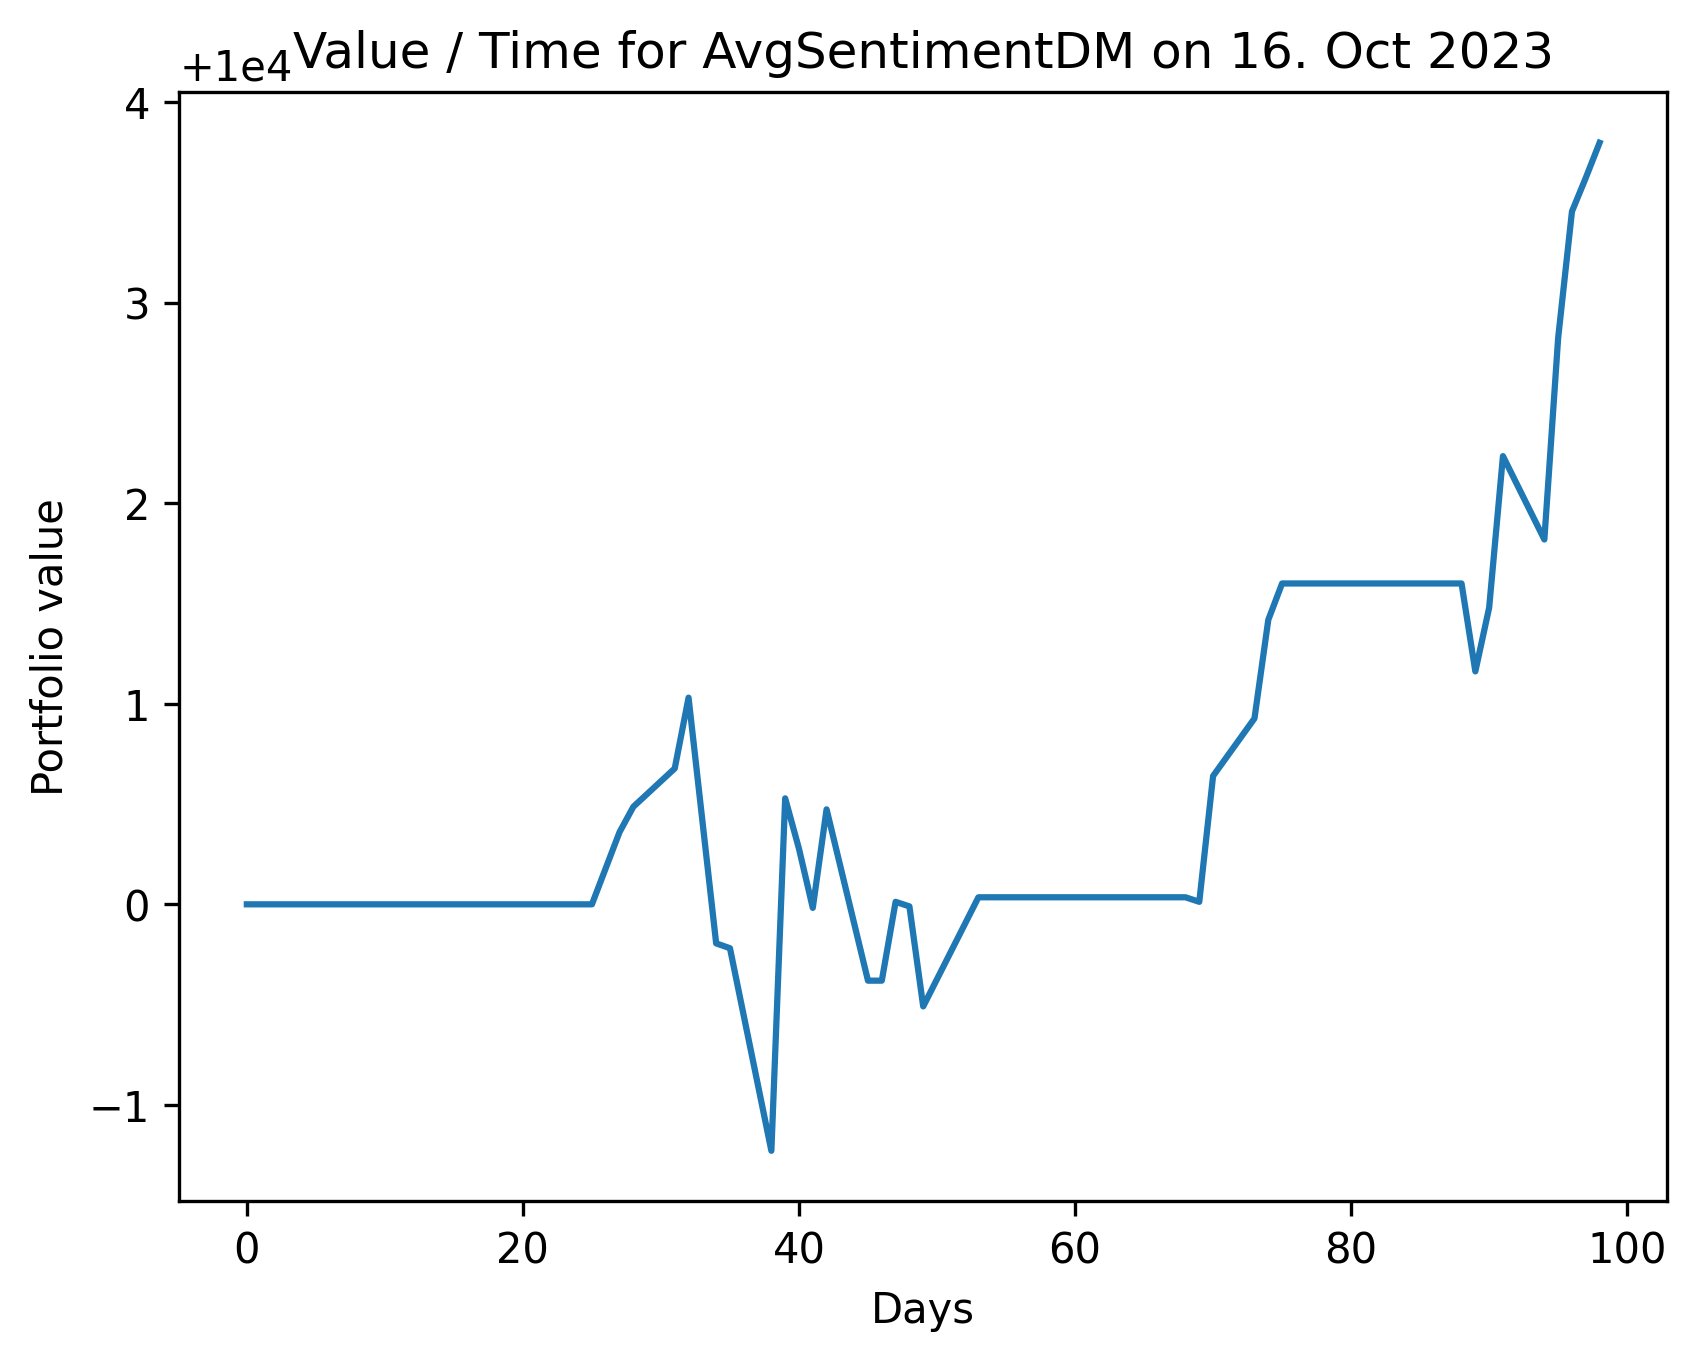 Value / Time for AvgSentimentDM on 16. Oct 2023
+1e4
4
3
2
1
0
−1
Portfolio value
0 20 40 60 80 100
Days